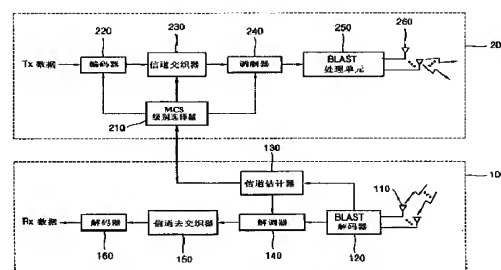 220
230
240
250
260
20
Tx 数据
编码器
信道交织器
调制器
BLAST
处理单元
MCS
级别选择器
210
130
10
信道估计器
110
Rx 数据
解码器
信道去交织器
解调器
BLAST
解码器
160
150
140
120